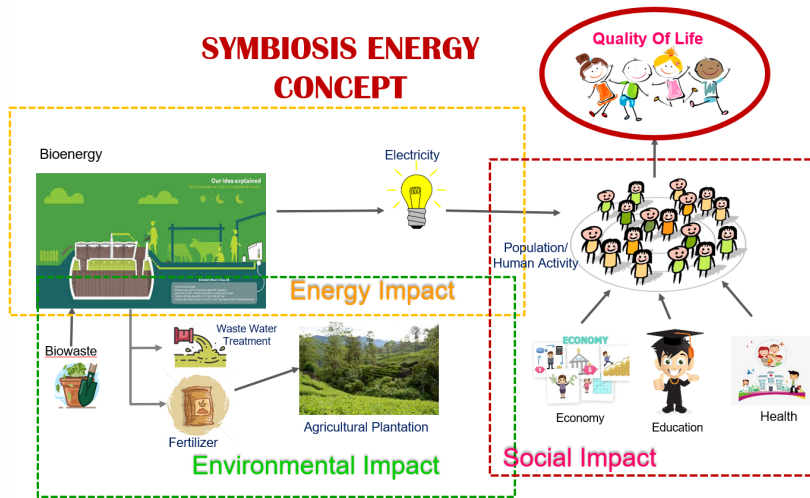 SYMBIOSIS ENERGY
CONCEPT
Quality Of Life
Bioenergy
Our idea explained
Electricity
Population/
Human Activity
Energy Impact
Biowaste
Waste Water
Treatment
Fertilizer
Agricultural Plantation
Environmental Impact
ECONOMY
Economy
Education
Health
Social Impact